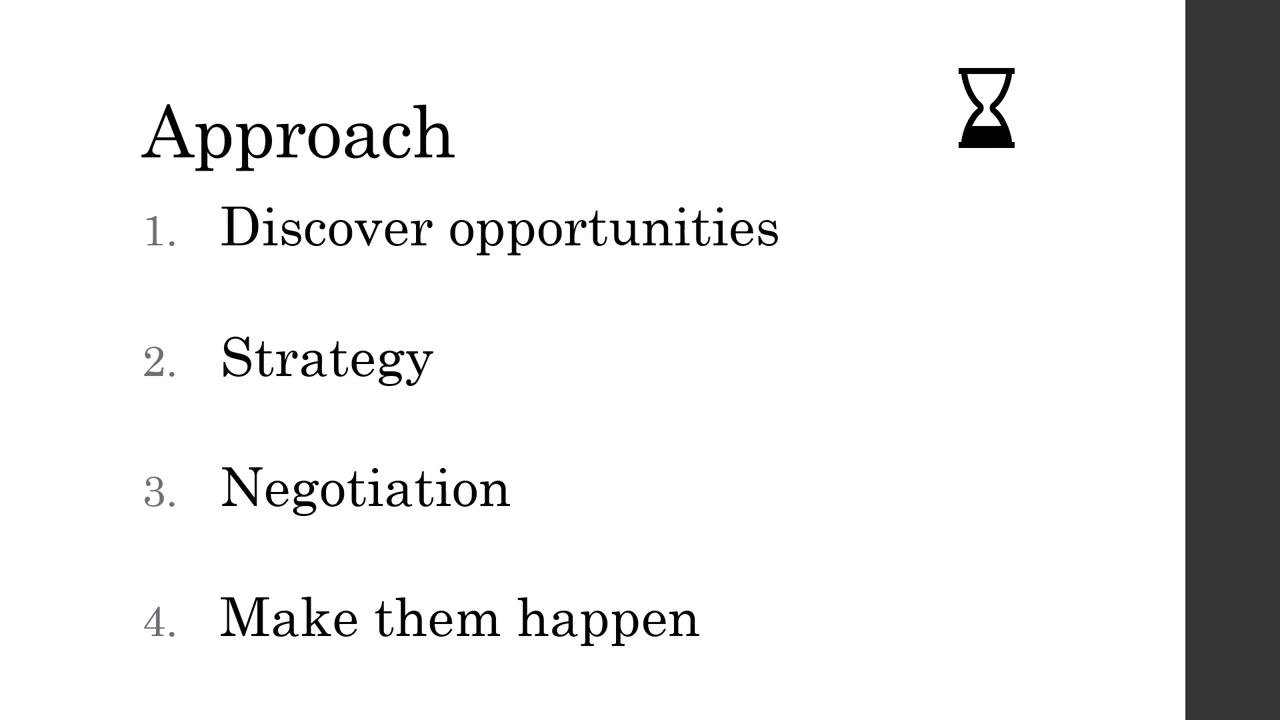 Approach
1. Discover opportunities
2. Strategy
3. Negotiation
4. Make them happen